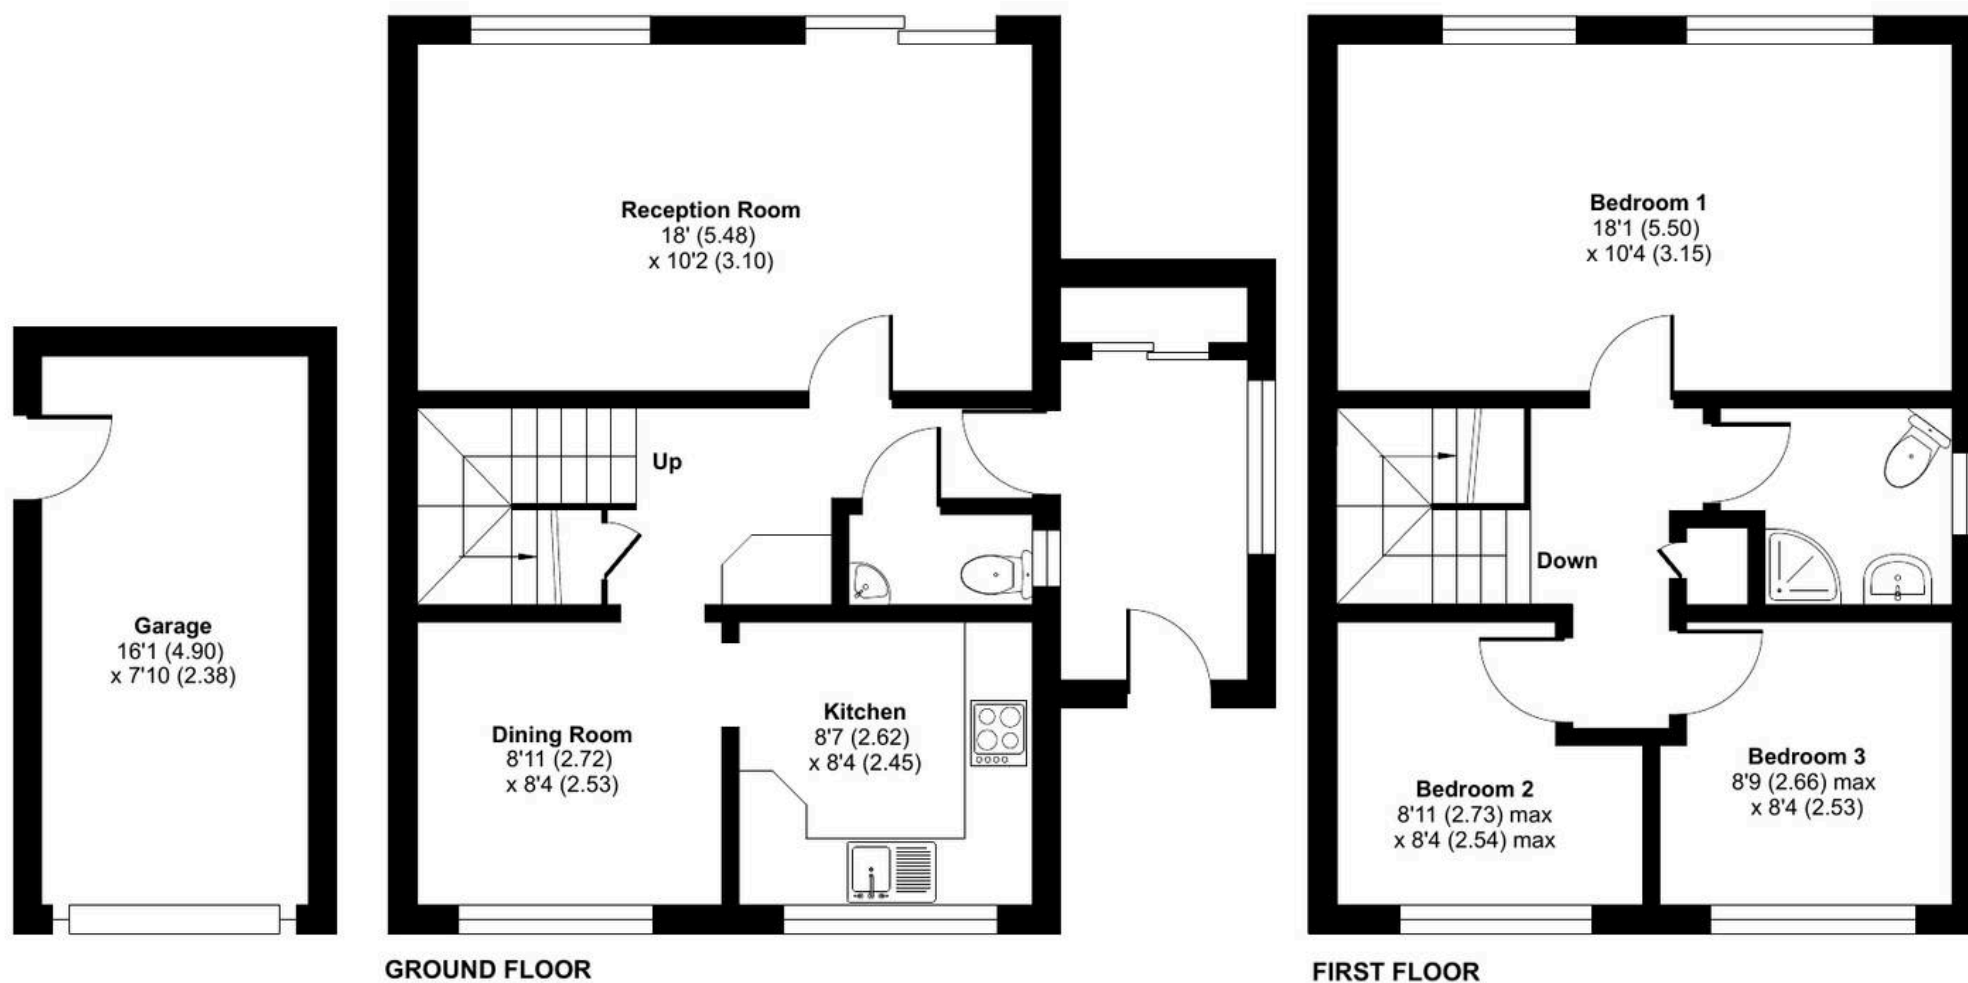 Reception Room
18' (5.48)
x 10'2 (3.10)
Bedroom 1
18'1 (5.50)
x 10'4 (3.15)
Up
Down
Garage
16'1 (4.90)
x 7'10 (2.38)
Dining Room
8'11 (2.72)
x 8'4 (2.53)
Kitchen
8'7 (2.62)
x 8'4 (2.45)
Bedroom 2
8'11 (2.73) max
x 8'4 (2.54) max
Bedroom 3
8'9 (2.66) max
x 8'4 (2.53)
GROUND FLOOR
FIRST FLOOR